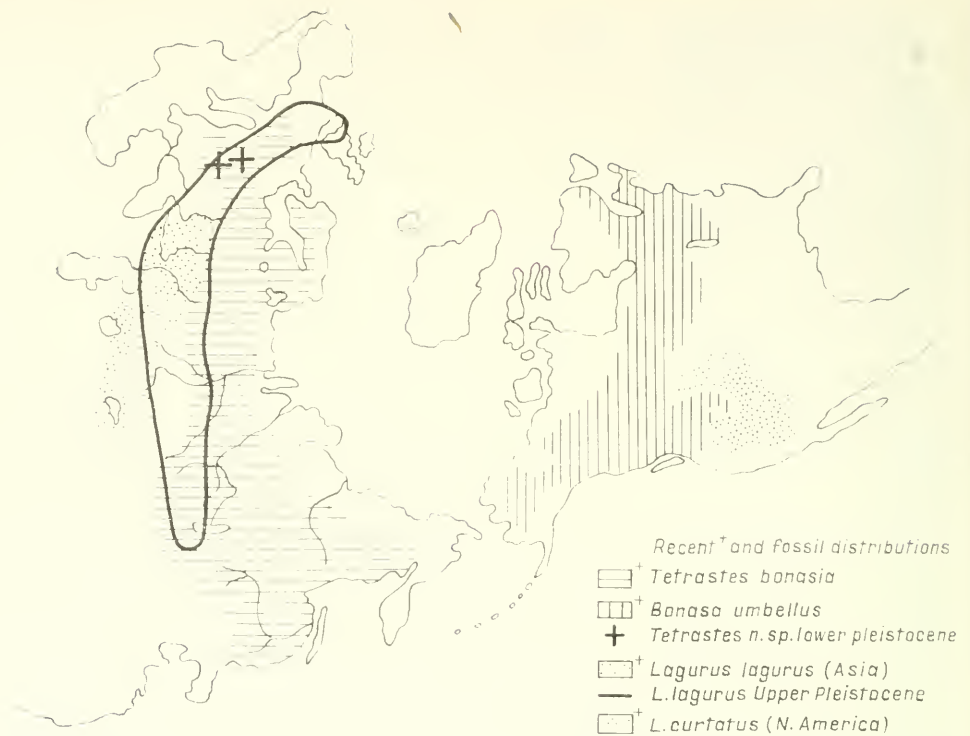 Recent⁺ and fossil distributions
⁺ Tetrastes bonasia
⁺ Bonasa umbellus
+ Tetrastes n. sp. lower pleistocene
⁺ Lagurus lagurus (Asia)
L. lagurus Upper Pleistocene
⁺ L. curtatus (N. America)